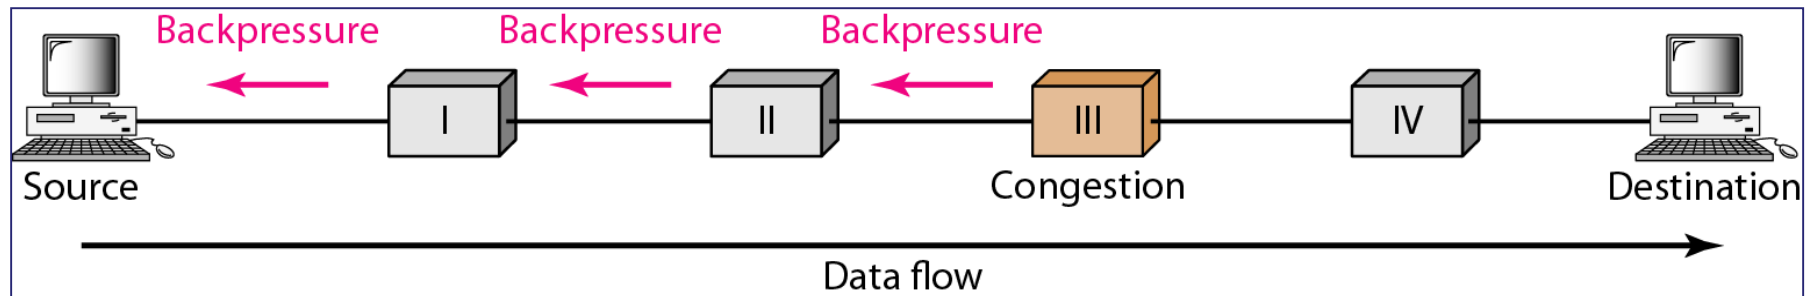 Backpressure Backpressure Backpressure
I II III IV
Source Congestion Destination
Data flow